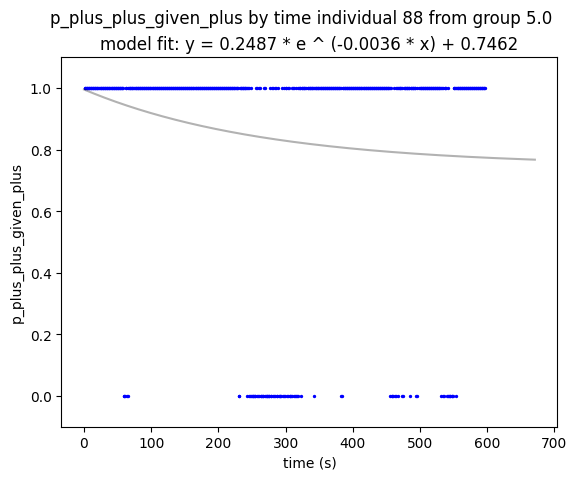 p_plus_plus_given_plus by time individual 88 from group 5.0
model fit: y = 0.2487 * e ^ (-0.0036 * x) + 0.7462
1.0
0.8
0.6
0.4
0.2
0.0
p_plus_plus_given_plus
0 100 200 300 400 500 600 700
time (s)